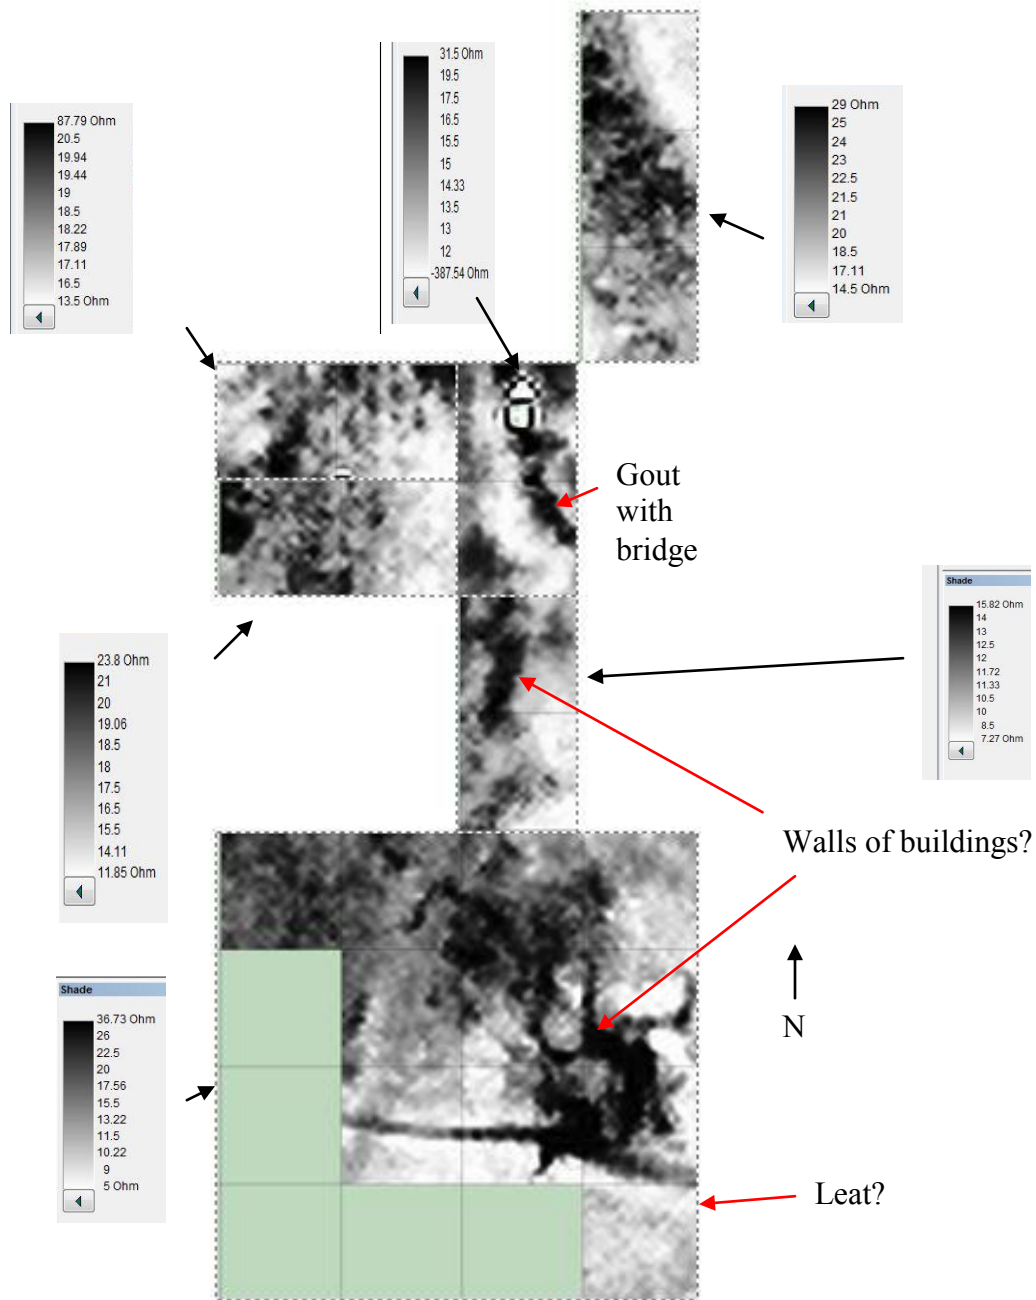 31.5 Ohm
19.5
17.5
16.5
15.5
15
14.33
13.5
13
12
-387.54 Ohm
87.79 Ohm
20.5
19.94
19.44
19
18.5
18.22
17.89
17.11
16.5
13.5 Ohm
29 Ohm
25
24
23
22.5
21.5
21
20
18.5
17.11
14.5 Ohm
Gout
with
bridge
Shade
15.82 Ohm
14
13
12.5
12
11.72
11.33
10.5
10
8.5
7.27 Ohm
23.8 Ohm
21
20
19.06
18.5
18
17.5
16.5
15.5
14.11
11.85 Ohm
Walls of buildings?
N
Shade
36.73 Ohm
26
22.5
20
17.56
15.5
13.22
11.5
10.22
9
5 Ohm
Leat?